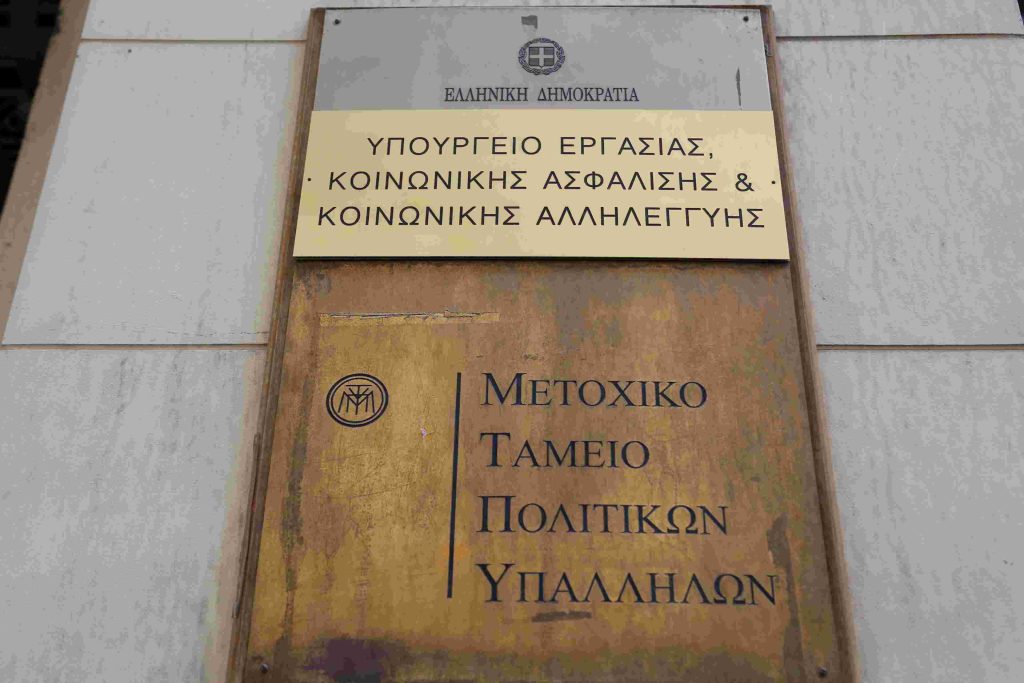 ΕΛΛΗΝΙΚΗ ΔΗΜΟΚΡΑΤΙΑ
ΥΠΟΥΡΓΕΙΟ ΕΡΓΑΣΙΑΣ,
· ΚΟΙΝΩΝΙΚΗΣ ΑΣΦΑΛΙΣΗΣ & ·
ΚΟΙΝΩΝΙΚΗΣ ΑΛΛΗΛΕΓΓΥΗΣ
ΜΕΤΟΧΙΚΟ
ΤΑΜΕΙΟ
ΠΟΛΙΤΙΚΩΝ
ΥΠΑΛΛΗΛΩΝ